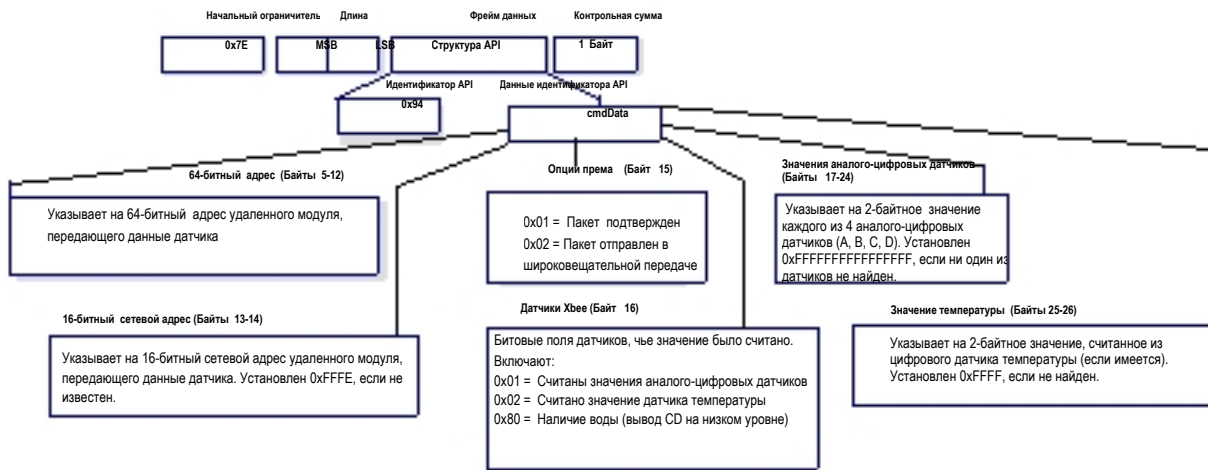 Начальный ограничитель Длина Фрейм данных Контрольная сумма
0x7E MSB LSB Структура API 1 Байт
Идентификатор API Данные идентификатора API
0x94 cmdData
64-битный адрес (Байты 5-12)
Указывает на 64-битный адрес удаленного модуля,
передающего данные датчика
Опции према (Байт 15)
0x01 = Пакет подтвержден
0x02 = Пакет отправлен в
широковещательной передаче
Значения аналого-цифровых датчиков
(Байты 17-24)
Указывает на 2-байтное значение
каждого из 4 аналого-цифровых
датчиков (A, B, C, D). Установлен
0xFFFFFFFFFFFFFFFF, если ни один из
датчиков не найден.
16-битный сетевой адрес (Байты 13-14)
Указывает на 16-битный сетевой адрес удаленного модуля,
передающего данные датчика. Установлен 0xFFFE, если не
известен.
Датчики Xbee (Байт 16)
Битовые поля датчиков, чье значение было считано.
Включают:
0x01 = Считаны значения аналого-цифровых датчиков
0x02 = Считано значение датчика температуры
0x80 = Наличие воды (вывод CD на низком уровне)
Значение температуры (Байты 25-26)
Указывает на 2-байтное значение, считанное из
цифрового датчика температуры (если имеется).
Установлен 0xFFFF, если не найден.